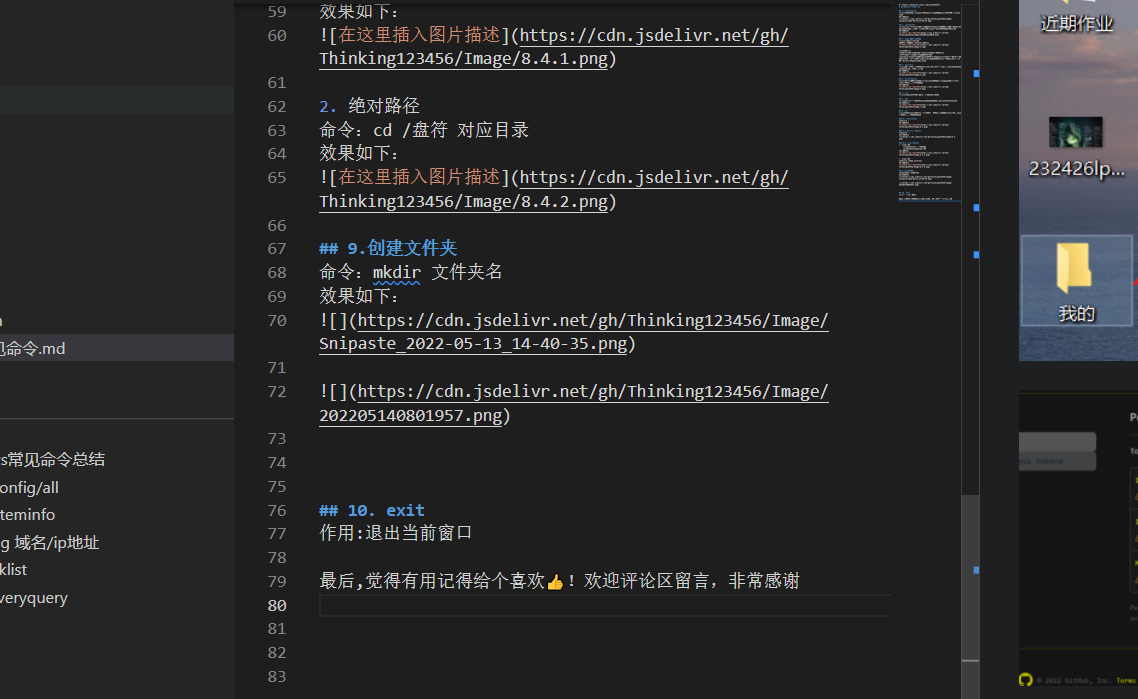 59 效果如下：
60 ![在这里插入图片描述](https://cdn.jsdelivr.net/gh/
Thinking123456/Image/8.4.1.png)
61
62 2. 绝对路径
63 命令：cd /盘符 对应目录
64 效果如下：
65 ![在这里插入图片描述](https://cdn.jsdelivr.net/gh/
Thinking123456/Image/8.4.2.png)
66
67 ## 9.创建文件夹
68 命令：mkdir 文件夹名
69 效果如下：
70 ![](https://cdn.jsdelivr.net/gh/Thinking123456/Image/
Snipaste_2022-05-13_14-40-35.png)
71
72 ![](https://cdn.jsdelivr.net/gh/Thinking123456/Image/
202205140801957.png)
73
74
75
76 ## 10. exit
77 作用:退出当前窗口
78
79 最后,觉得有用记得给个喜欢👍！欢迎评论区留言，非常感谢
80
81
82
83
命令.md
s常见命令总结
onfig/all
teminfo
g 域名/ip地址
klist
veryquery
近期作业
232426lp...
我的
© 2022 GitHub, Inc. Terms